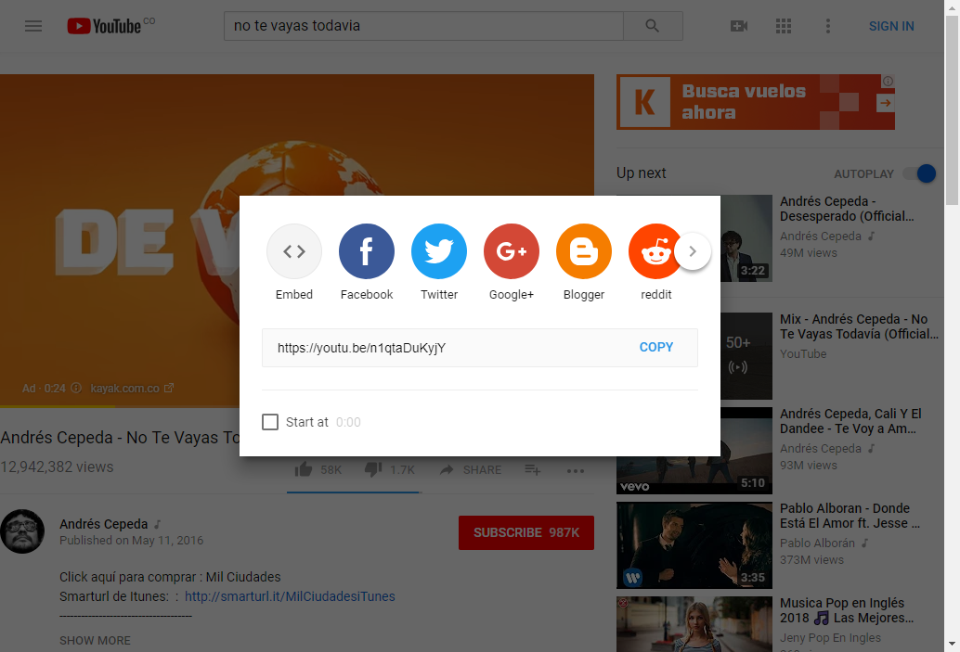 YouTube CO
no te vayas todavia
SIGN IN
Busca vuelos
ahora
K
DE V
Ad · 0:24
kayak.com.co
Up next
AUTOPLAY
Embed
Facebook
Twitter
G+
Google+
Blogger
reddit
https://youtu.be/n1qtaDuKyjY
COPY
Start at 0:00
Andrés Cepeda - No Te Vayas To
12,942,382 views
58K
1.7K
SHARE
Andrés Cepeda
Published on May 11, 2016
SUBSCRIBE 987K
Click aquí para comprar : Mil Ciudades
Smarturl de Itunes: : http://smarturl.it/MilCiudadesiTunes
----------------------------------------
SHOW MORE
3:22
Andrés Cepeda -
Desesperado (Official...
Andrés Cepeda
49M views
50+
Mix - Andrés Cepeda - No
Te Vayas Todavía (Official...
YouTube
vevo
5:10
Andrés Cepeda, Cali Y El
Dandee - Te Voy a Am...
Andrés Cepeda
93M views
3:35
Pablo Alboran - Donde
Está El Amor ft. Jesse ...
Pablo Alborán
373M views
Musica Pop en Inglés
2018 🎵 Las Mejores...
Jeny Pop En Ingles